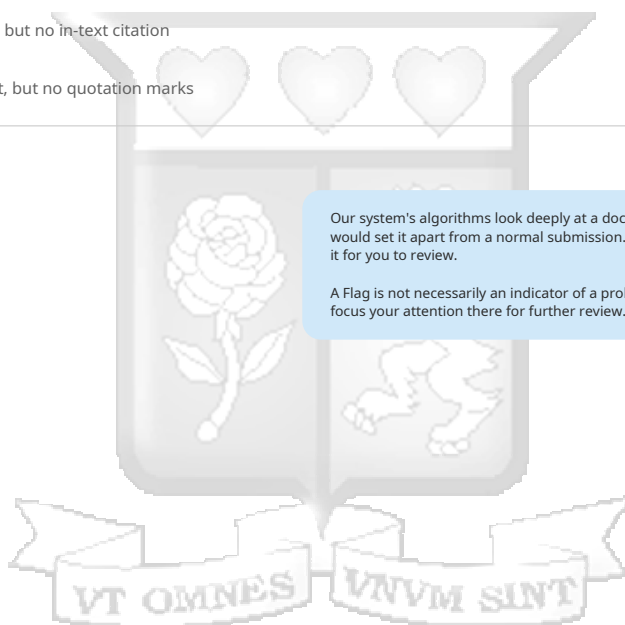 but no in-text citation
t, but no quotation marks
Our system's algorithms look deeply at a doc
would set it apart from a normal submission.
it for you to review.
A Flag is not necessarily an indicator of a pro
focus your attention there for further review.
VT OMNES VNVM SINT